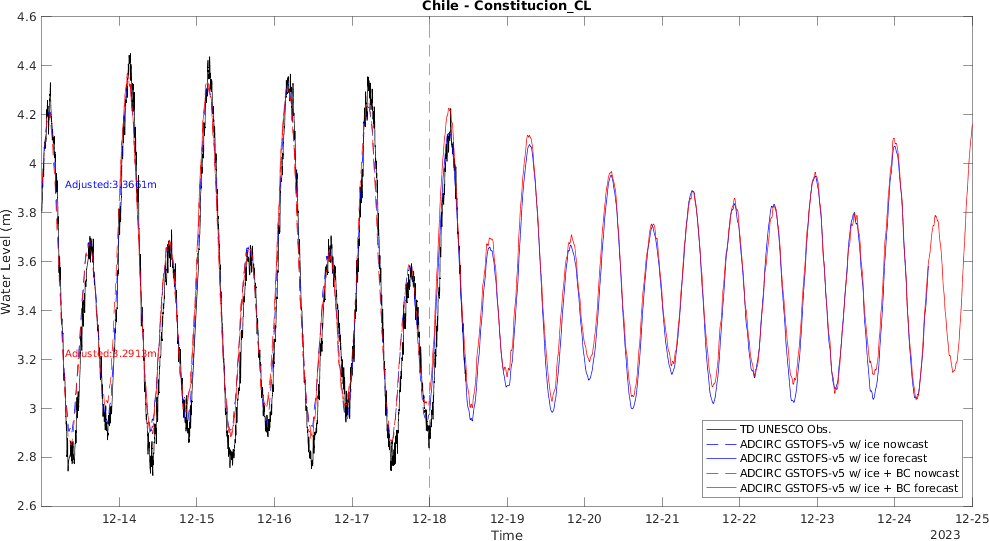 Chile - Constitucion_CL
4.6
4.4
4.2
4
3.8
3.6
3.4
3.2
3
2.8
2.6
Water Level (m)
Adjusted:3.3661m
Adjusted:3.2913m
TD UNESCO Obs.
ADCIRC GSTOFS-v5 w/ ice nowcast
ADCIRC GSTOFS-v5 w/ ice forecast
ADCIRC GSTOFS-v5 w/ ice + BC nowcast
ADCIRC GSTOFS-v5 w/ ice + BC forecast
12-14 12-15 12-16 12-17 12-18 12-19 12-20 12-21 12-22 12-23 12-24 12-25
Time
2023